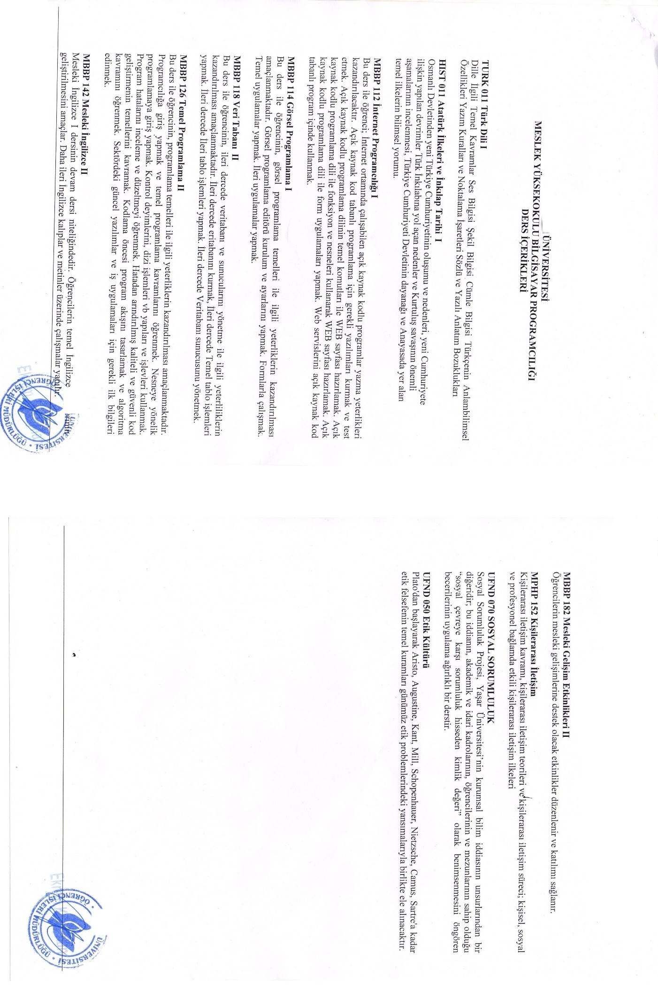 ÜNİVERSİTESİ
MESLEK YÜKSEKOKULU BİLGİSAYAR PROGRAMCILIĞI
DERS İÇERİKLERİ
TURK 011 Türk Dili I
Dille İlgili Temel Kavramlar Ses Bilgisi Şekil Bilgisi Cümle Bilgisi Türkçenin Anlambilimsel
Özellikleri Yazım Kuralları ve Noktalama İşaretleri Sözlü ve Yazılı Anlatım Bozuklukları
HIST 011 Atatürk İlkeleri ve İnkılap Tarihi I
Osmanlı Devletinden yeni Türkiye Cumhuriyetinin oluşumu ve nedenleri, yeni Cumhuriyete
ilişkin yapılan devrimler Türk İnkılabına yol açan nedenler ve Kurtuluş savaşının önemli
aşamalarının incelenmesi, Türkiye Cumhuriyeti Devletinin dayanağı ve Anayasada yer alan
temel ilkelerin bilimsel yorumu.
MBBP 112 İnternet Programcılığı I
Bu ders ile öğrenci; İnternet ortamında çalışabilen açık kaynak kodlu programlar yazma yeterlikleri
kazandırılacaktır. Açık kaynak kod tabanlı programlama için gerekli yazılımları kurmak ve test
etmek. Açık kaynak kodlu programlama dilinin temel komutları ile WEB sayfası hazırlamak. Açık
kaynak kodlu programlama dili ile fonksiyon ve nesneleri kullanarak WEB sayfası hazırlamak. Açık
kaynak kodlu programlama dili ile form uygulamaları yapmak. Web servislerini açık kaynak kod
tabanlı program içinde kullanmak.
MBBP 114 Görsel Programlama I
Bu ders ile öğrencinin, görsel programlama temelleri ile ilgili yeterliklerin kazandırılması
amaçlanmaktadır. Görsel programlama editörü kurulum ve ayarlarını yapmak. Formlarla çalışmak.
Temel uygulamalar yapmak. İleri uygulamalar yapmak.
MBBP 118 Veri Tabanı II
Bu ders ile öğrencinin, ileri dercede veritabanı ve sunucularını yönetme ile ilgili yeterliliklerin
kazandırılması amaçlanmaktadır. İleri dercede eritabanını kurmak, İleri dercede Temel tablo işlemleri
yapmak. İleri dercede İleri tablo işlemleri yapmak. İleri dercede Veritabanı sunucusunu yönetmek.
MBBP 126 Temel Programlama II
Bu ders ile öğrencinin, programlama temelleri ile ilgili yeterliklerin kazandırılması amaçlanmaktadır.
Programcılığa giriş yapmak ve temel programlama kavramlarını öğrenmek. Nesneye yönelik
programlamaya giriş yapmak. Kontrol deyimlerini, dizi işlemleri vb yapıları ve işlevleri kullanmak.
Program hatalarını inceleme ve düzeltmeyi öğrenmek. Hatadan arındırılmış kaliteli ve güvenli kod
geliştirmenin temellerini kavramak. Kodlama öncesi program akışını tasarlamak ve algoritma
kavramını öğrenmek. Sektördeki güncel yazılımlar ve iş uygulamaları için gerekli ilk bilgileri
edinmek.
MBBP 142 Mesleki İngilizce II
Mesleki İngilizce I dersinin devam dersi niteliğindedir. Öğrencilerin temel İngilizce
geliştirilmesini amaçlar. Daha ileri İngilizce kalıplar ve metinler üzerinde çalışmalar yapılır.
ÜNİVERSİTESİ • ÖĞRENCİ İŞLERİ MÜDÜRLÜĞÜ •
MBBP 182 Mesleki Gelişim Etkinlikleri II
Öğrencilerin mesleki gelişimlerine destek olacak etkinlikler düzenlenir ve katılımı sağlanır.
MPHP 152 Kişilerarası İletişim
Kişilerarası iletişim kavramı, kişilerarası iletişim teorileri ve kişilerarası iletişim süreci; kişisel, sosyal
ve profesyonel bağlamda etkili kişilerarası iletişim ilkeleri
UFND 070 SOSYAL SORUMLULUK
Sosyal Sorumluluk Projesi, Yaşar Üniversitesi’nin kurumsal bilim iddiasının unsurlarından bir
diğeridir; bu iddianın, akademik ve idari kadrolarının, öğrencilerinin ve mezunlarının sahip olduğu
“sosyal çevreye karşı sorumluluk hisseden kimlik değeri” olarak benimsenmesini öngören
becerilerinin uygulama ağırlıklı bir derstir.
UFND 050 Etik Kültürü
Plato'dan başlayarak Aristo, Augustine, Kant, Mill, Schopenhauer, Nietzsche, Camus, Sartre'a kadar
etik felsefenin temel kuramları günümüz etik problemlerindeki yansımalarıyla birlikte ele alınacaktır.
ÜNİVERSİTESİ • ÖĞRENCİ İŞLERİ MÜDÜRLÜĞÜ •